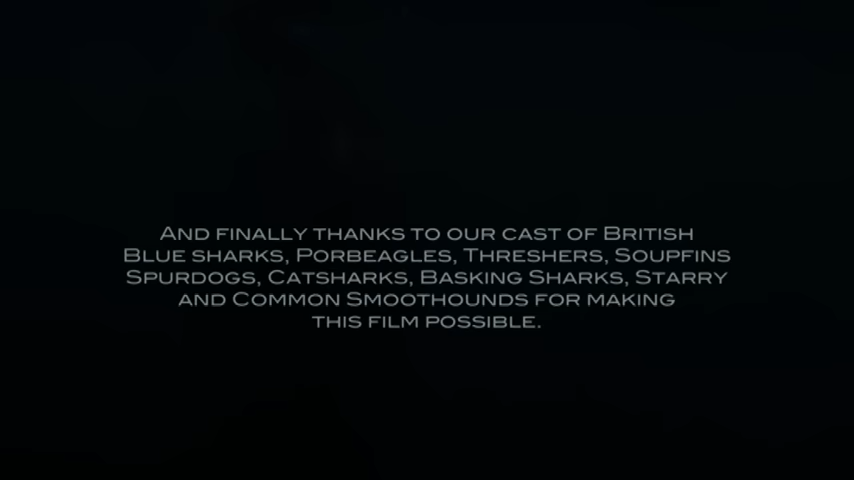 And finally thanks to our cast of British
Blue sharks, Porbeagles, Threshers, Soupfins
Spurdogs, Catsharks, Basking Sharks, Starry
and Common Smoothhounds for making
this film possible.